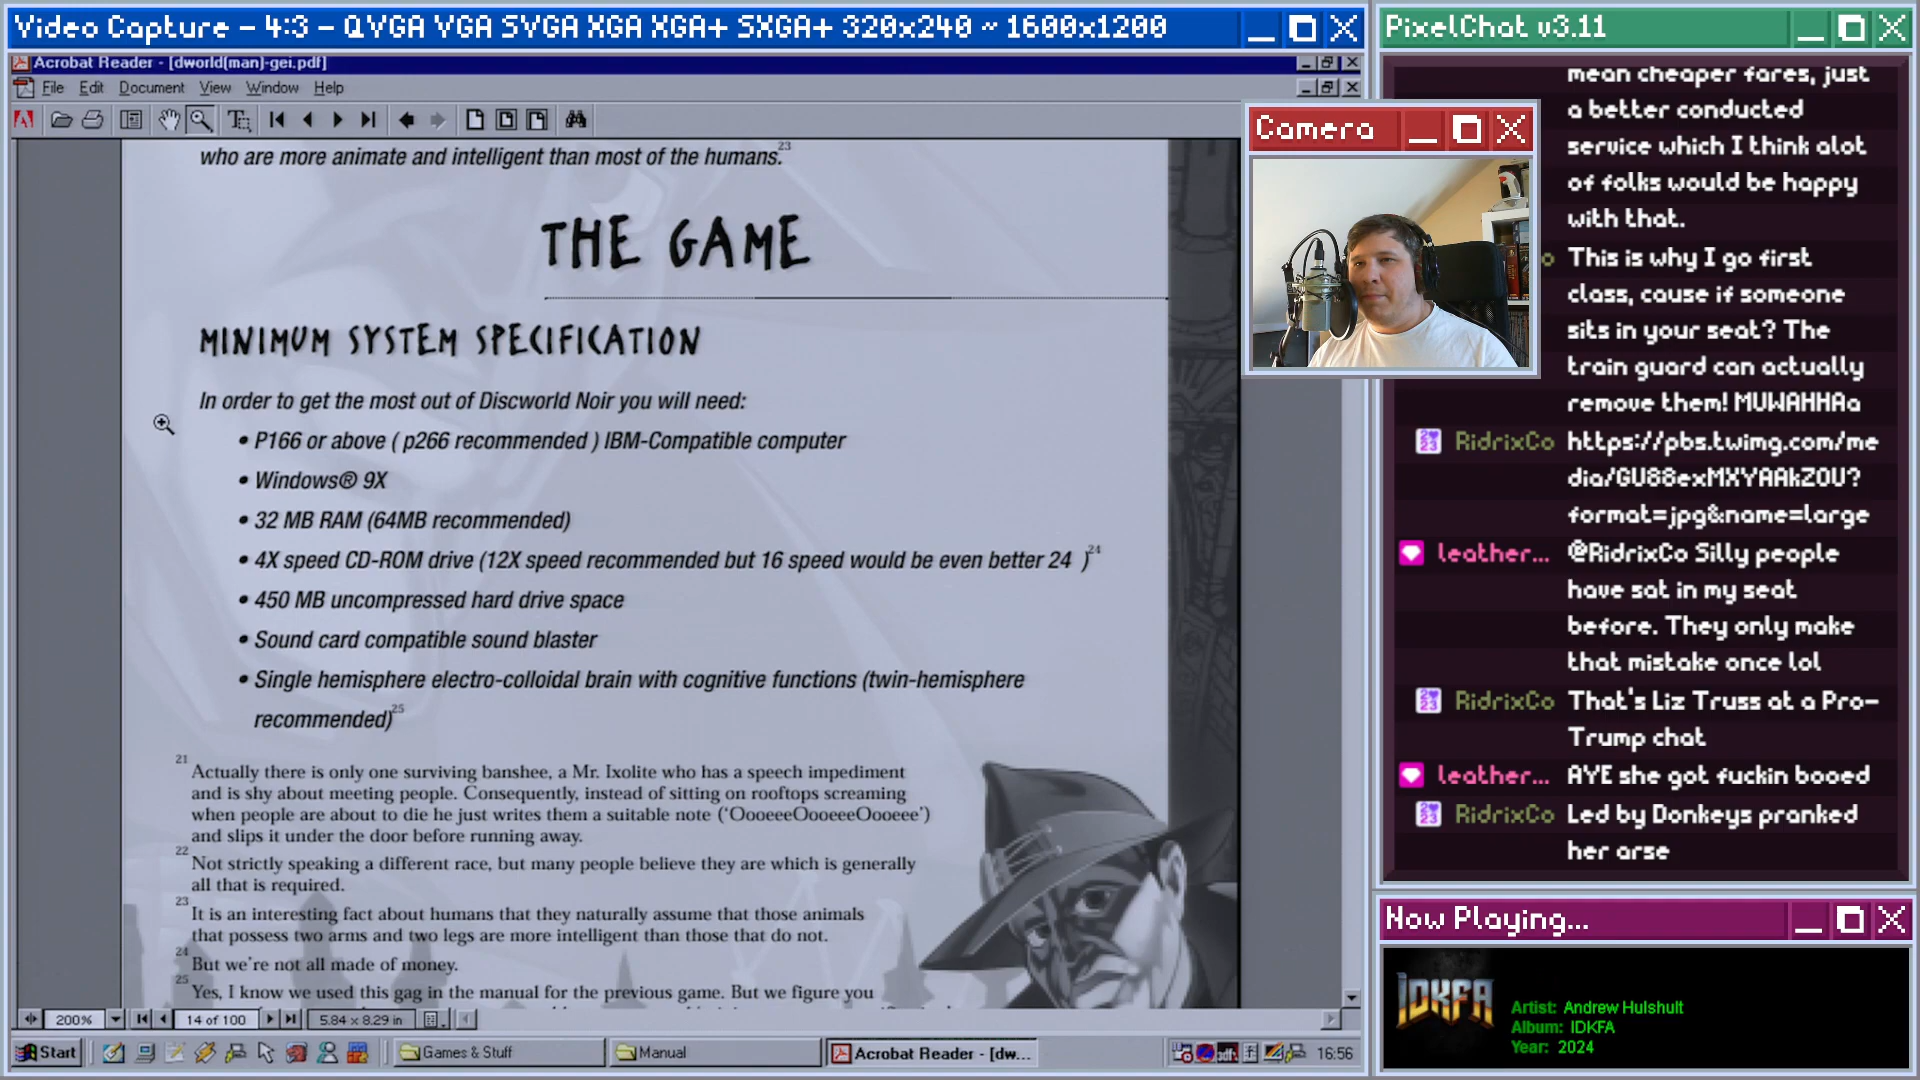 Video Capture - 4:3 - QVGA VGA SVGA XGA XGA+ SXGA+ 320x240 ~ 1600x1200
Acrobat Reader - [dworld(man)-gei.pdf]
File Edit Document View Window Help
who are more animate and intelligent than most of the humans.23
THE GAME
MINIMUM SYSTEM SPECIFICATION
In order to get the most out of Discworld Noir you will need:
• P166 or above ( p266 recommended ) IBM-Compatible computer
• Windows® 9X
• 32 MB RAM (64MB recommended)
• 4X speed CD-ROM drive (12X speed recommended but 16 speed would be even better 24 )24
• 450 MB uncompressed hard drive space
• Sound card compatible sound blaster
• Single hemisphere electro-colloidal brain with cognitive functions (twin-hemisphere
recommended)25
21 Actually there is only one surviving banshee, a Mr. Ixolite who has a speech impediment
and is shy about meeting people. Consequently, instead of sitting on rooftops screaming
when people are about to die he just writes them a suitable note ('OooeeeOooeeeOooeee')
and slips it under the door before running away.
22 Not strictly speaking a different race, but many people believe they are which is generally
all that is required.
23 It is an interesting fact about humans that they naturally assume that those animals
that possess two arms and two legs are more intelligent than those that do not.
24 But we're not all made of money.
25 Yes, I know we used this gag in the manual for the previous game. But we figure you
200% 14 of 100 5.84 x 8.29 in
Start Games & Stuff Manual Acrobat Reader - [dw... 16:56
Camera
PixelChat v3.11
mean cheaper fares, just
a better conducted
service which I think alot
of folks would be happy
with that.
o This is why I go first
class, cause if someone
sits in your seat? The
train guard can actually
remove them! MUWAHHAa
RidrixCo https://pbs.twimg.com/me
dia/GU88exMXYAAkZOU?
format=jpg&name=large
leather... @RidrixCo Silly people
have sat in my seat
before. They only make
that mistake once lol
RidrixCo That's Liz Truss at a Pro-
Trump chat
leather... AYE she got fuckin booed
RidrixCo Led by Donkeys pranked
her arse
Now Playing...
IDKFA
Artist: Andrew Hulshult
Album: IDKFA
Year: 2024